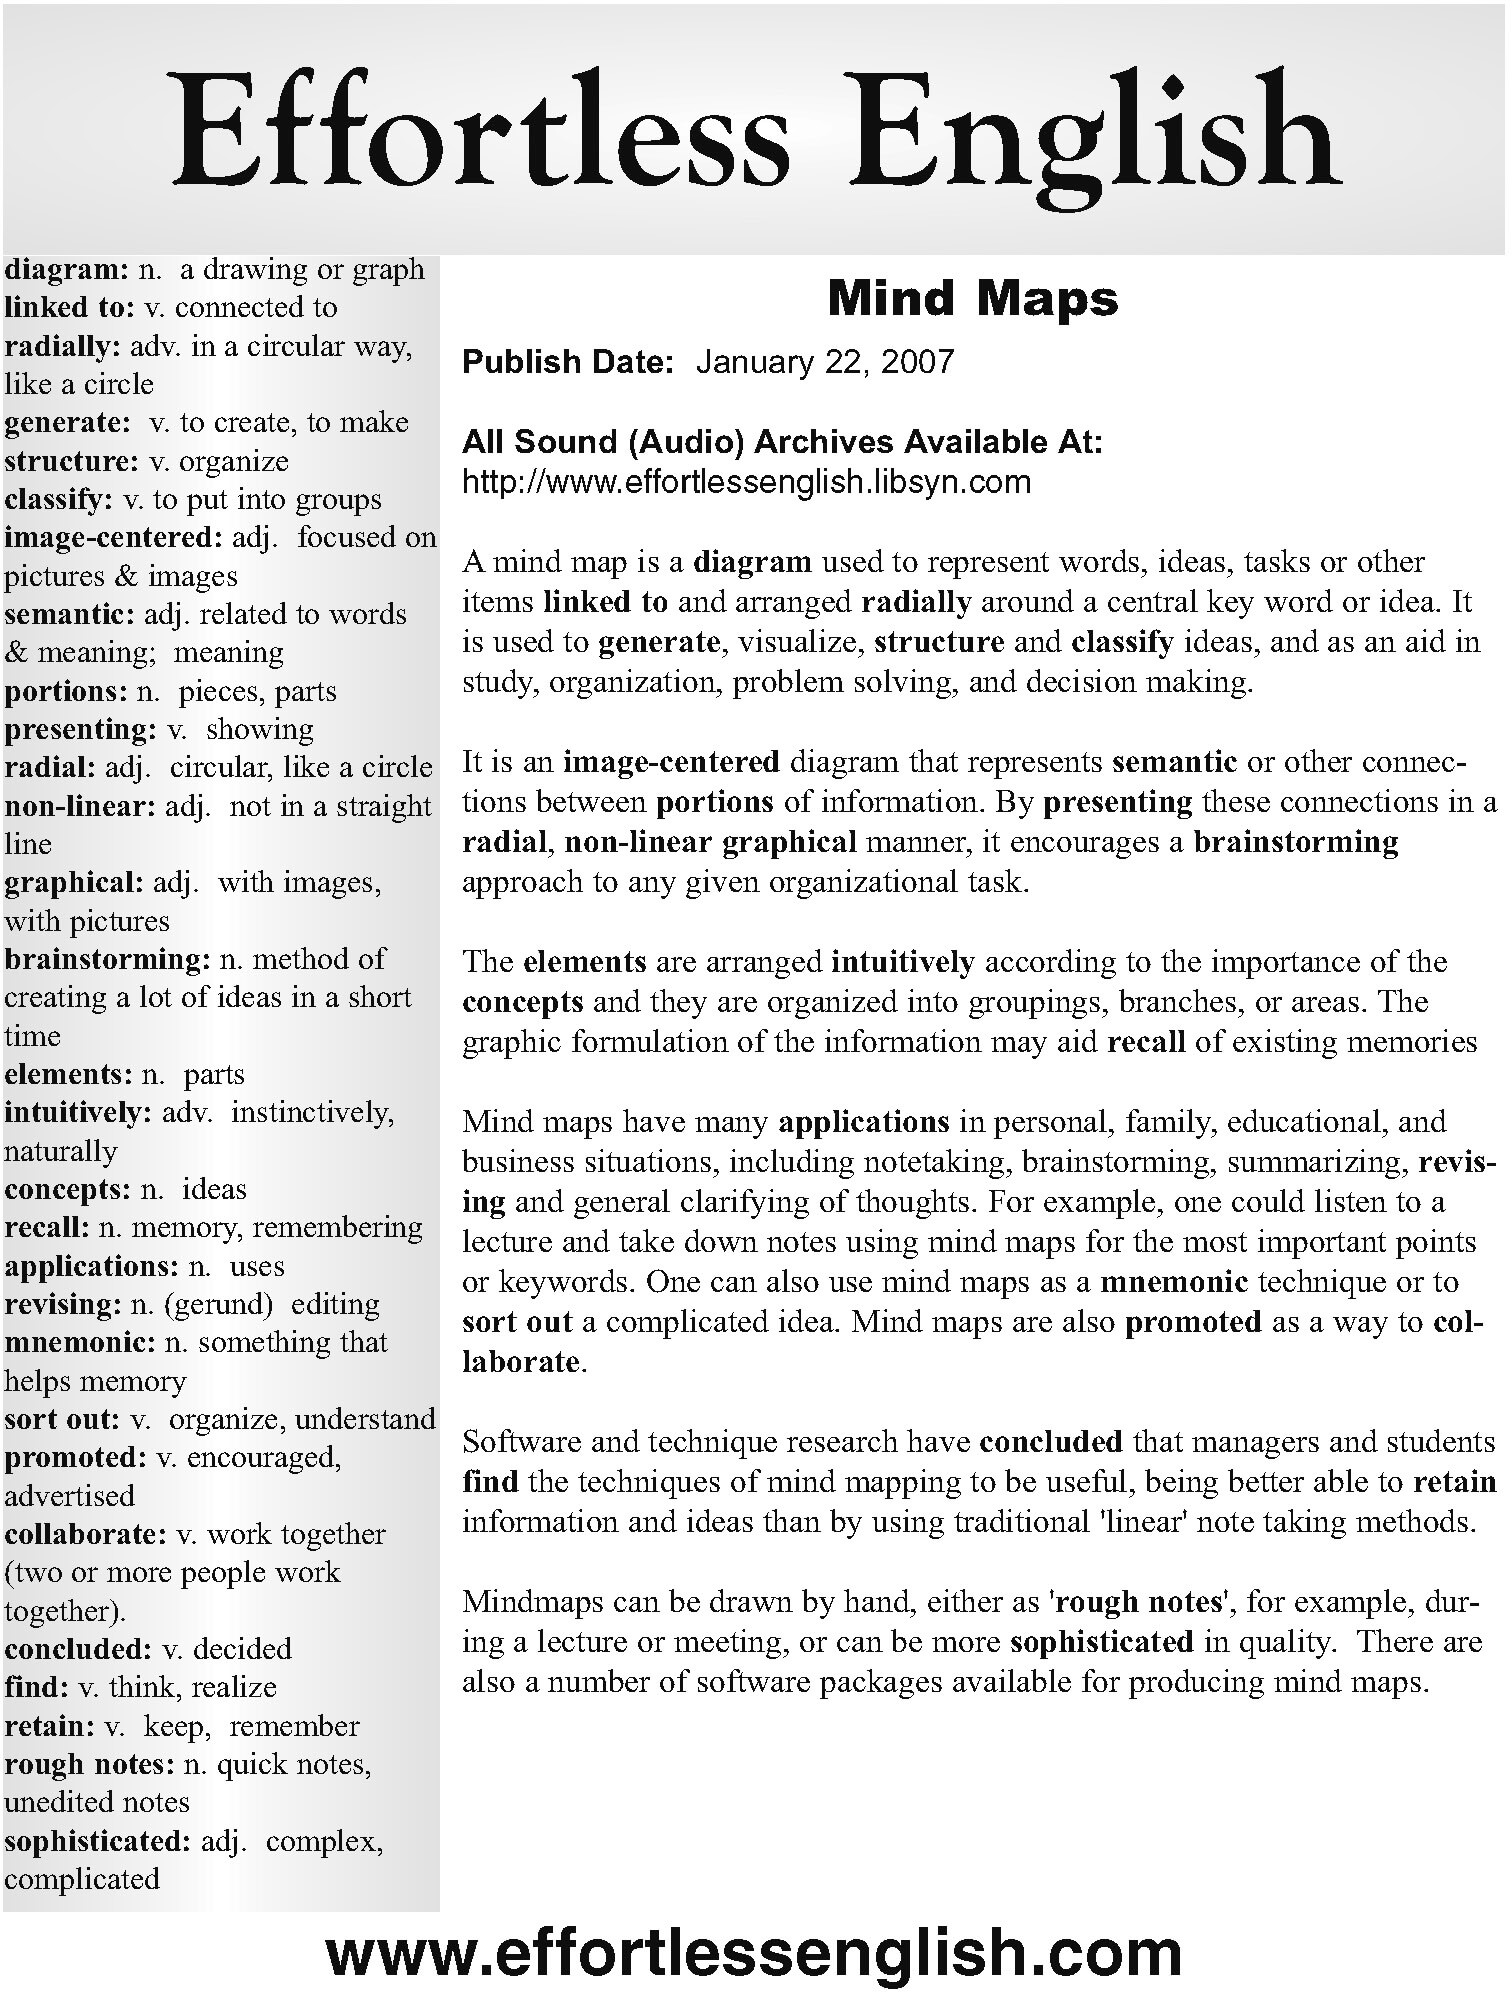 Effortless English
diagram: n. a drawing or graph
linked to: v. connected to
radially: adv. in a circular way,
like a circle
generate: v. to create, to make
structure: v. organize
classify: v. to put into groups
image-centered: adj. focused on
pictures & images
semantic: adj. related to words
& meaning; meaning
portions: n. pieces, parts
presenting: v. showing
radial: adj. circular, like a circle
non-linear: adj. not in a straight
line
graphical: adj. with images,
with pictures
brainstorming: n. method of
creating a lot of ideas in a short
time
elements: n. parts
intuitively: adv. instinctively,
naturally
concepts: n. ideas
recall: n. memory, remembering
applications: n. uses
revising: n. (gerund) editing
mnemonic: n. something that
helps memory
sort out: v. organize, understand
promoted: v. encouraged,
advertised
collaborate: v. work together
(two or more people work
together).
concluded: v. decided
find: v. think, realize
retain: v. keep, remember
rough notes: n. quick notes,
unedited notes
sophisticated: adj. complex,
complicated
Mind Maps
Publish Date: January 22, 2007
All Sound (Audio) Archives Available At:
http://www.effortlessenglish.libsyn.com
A mind map is a diagram used to represent words, ideas, tasks or other
items linked to and arranged radially around a central key word or idea. It
is used to generate, visualize, structure and classify ideas, and as an aid in
study, organization, problem solving, and decision making.
It is an image-centered diagram that represents semantic or other connec-
tions between portions of information. By presenting these connections in a
radial, non-linear graphical manner, it encourages a brainstorming
approach to any given organizational task.
The elements are arranged intuitively according to the importance of the
concepts and they are organized into groupings, branches, or areas. The
graphic formulation of the information may aid recall of existing memories
Mind maps have many applications in personal, family, educational, and
business situations, including notetaking, brainstorming, summarizing, revis-
ing and general clarifying of thoughts. For example, one could listen to a
lecture and take down notes using mind maps for the most important points
or keywords. One can also use mind maps as a mnemonic technique or to
sort out a complicated idea. Mind maps are also promoted as a way to col-
laborate.
Software and technique research have concluded that managers and students
find the techniques of mind mapping to be useful, being better able to retain
information and ideas than by using traditional 'linear' note taking methods.
Mindmaps can be drawn by hand, either as 'rough notes', for example, dur-
ing a lecture or meeting, or can be more sophisticated in quality. There are
also a number of software packages available for producing mind maps.
www.effortlessenglish.com